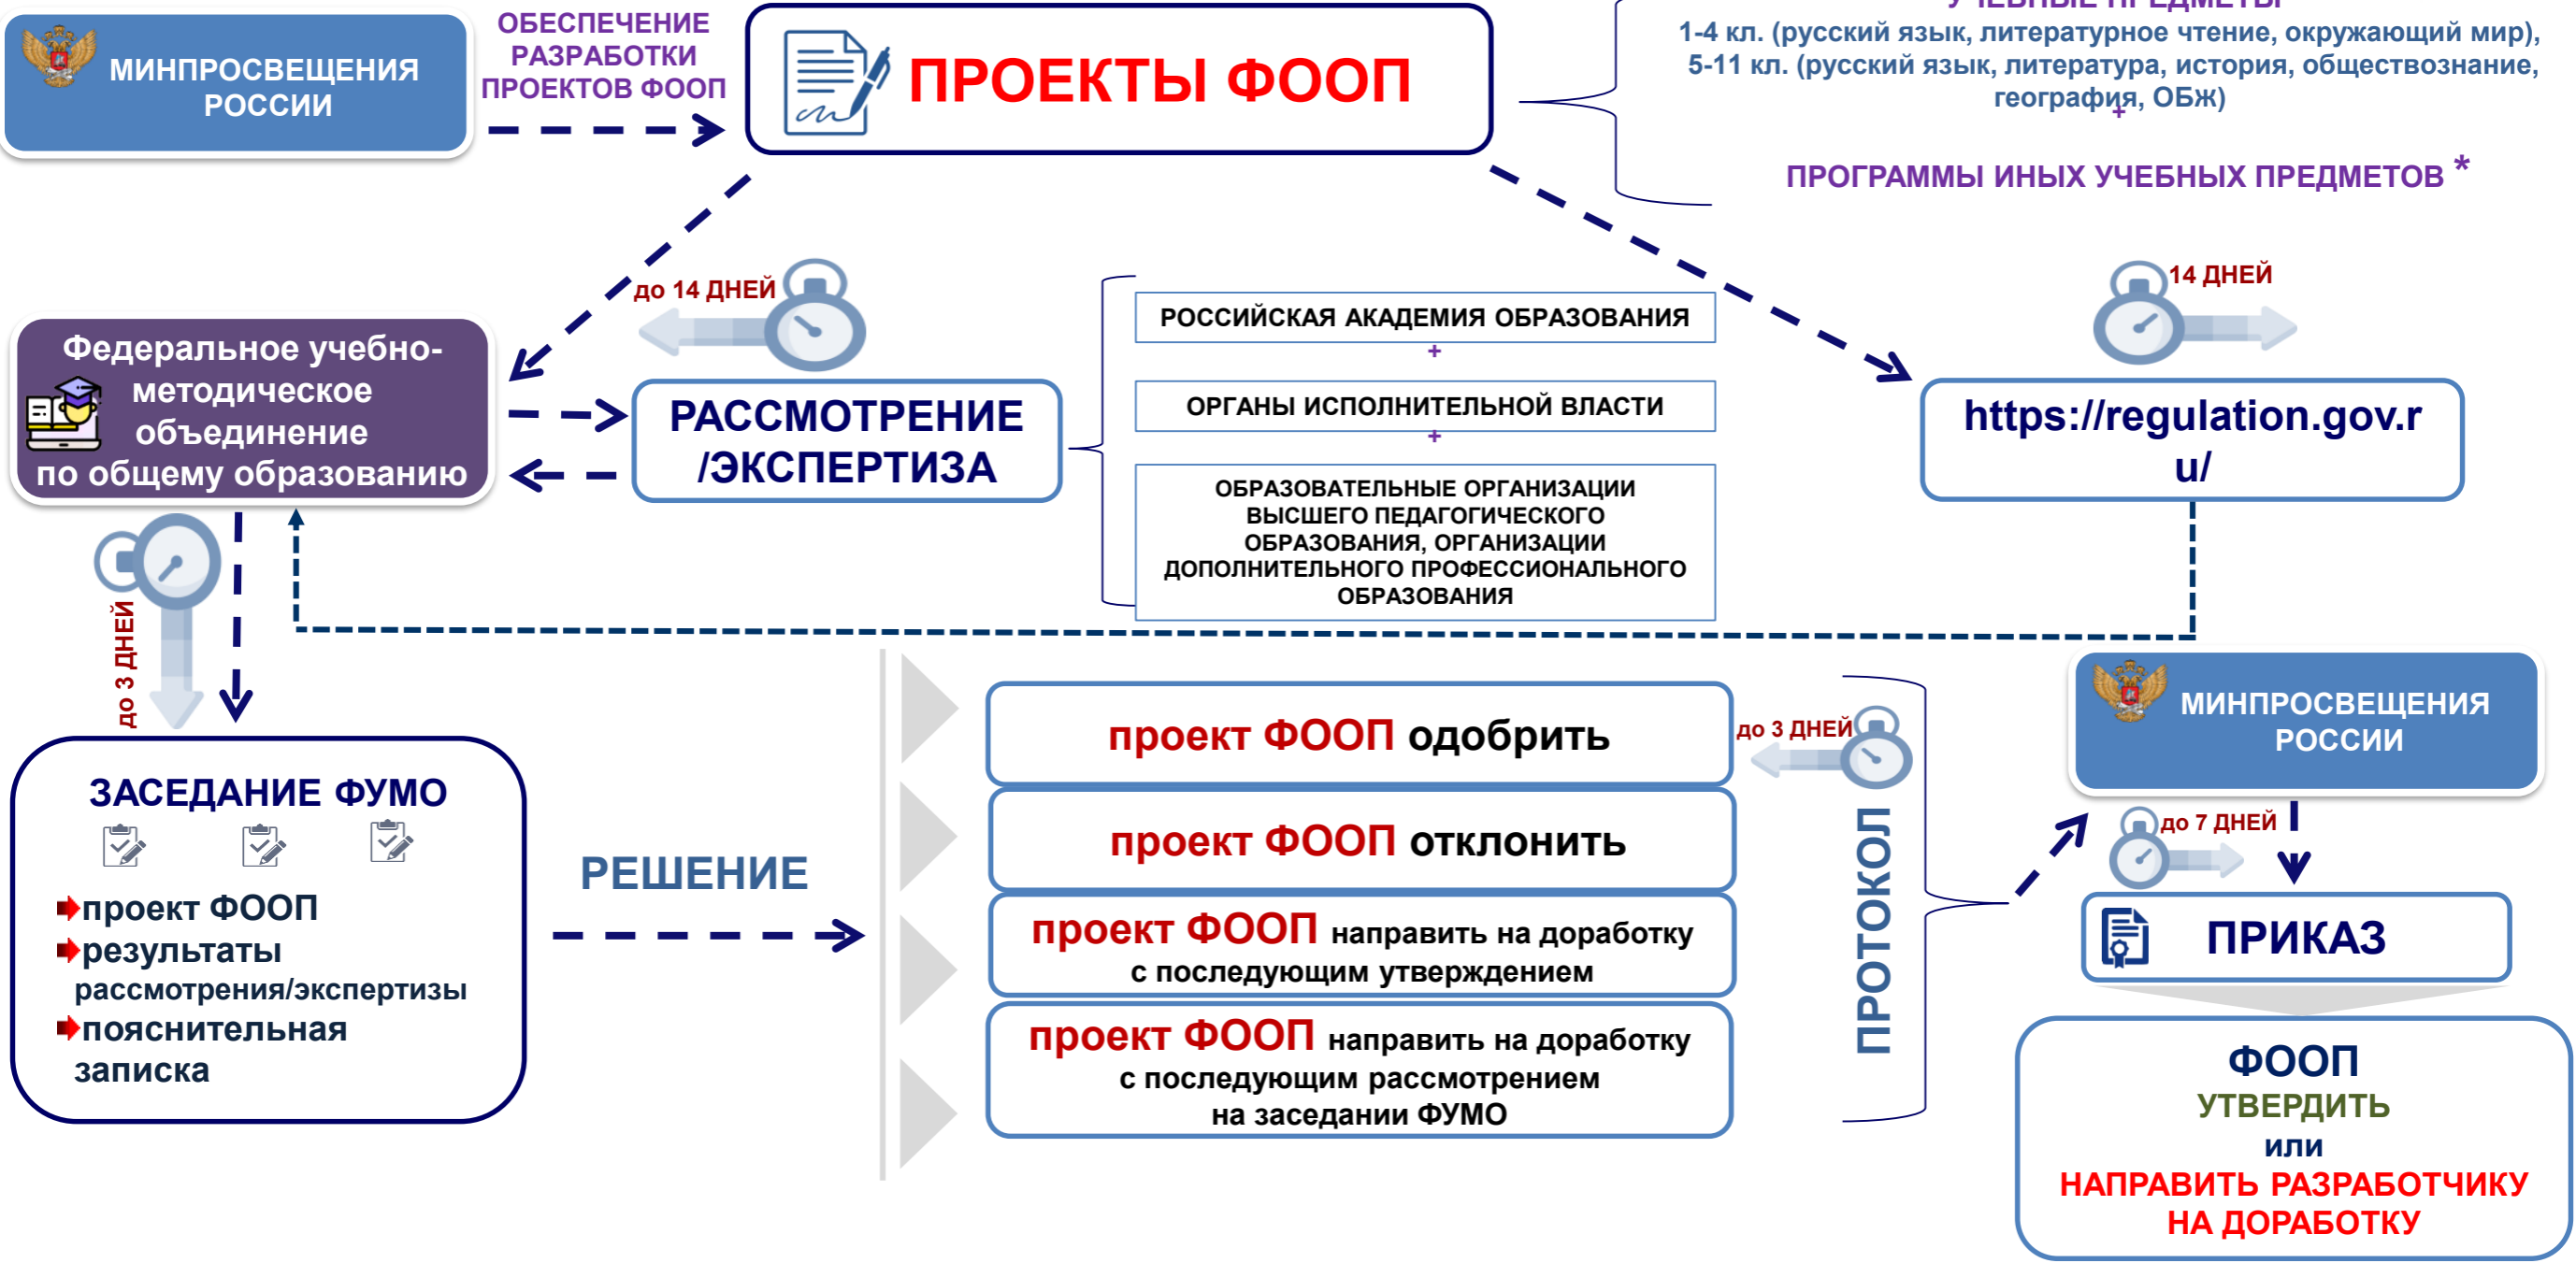 МИНПРОСВЕЩЕНИЯ
РОССИИ
ОБЕСПЕЧЕНИЕ
РАЗРАБОТКИ
ПРОЕКТОВ ФООП
ПРОЕКТЫ ФООП
УЧЕБНЫЕ ПРЕДМЕТЫ
1-4 кл. (русский язык, литературное чтение, окружающий мир),
5-11 кл. (русский язык, литература, история, обществознание,
география, ОБЖ)
+
ПРОГРАММЫ ИНЫХ УЧЕБНЫХ ПРЕДМЕТОВ *
Федеральное учебно-
методическое
объединение
по общему образованию
до 14 ДНЕЙ
РАССМОТРЕНИЕ
/ЭКСПЕРТИЗА
РОССИЙСКАЯ АКАДЕМИЯ ОБРАЗОВАНИЯ
+
ОРГАНЫ ИСПОЛНИТЕЛЬНОЙ ВЛАСТИ
+
ОБРАЗОВАТЕЛЬНЫЕ ОРГАНИЗАЦИИ
ВЫСШЕГО ПЕДАГОГИЧЕСКОГО
ОБРАЗОВАНИЯ, ОРГАНИЗАЦИИ
ДОПОЛНИТЕЛЬНОГО ПРОФЕССИОНАЛЬНОГО
ОБРАЗОВАНИЯ
14 ДНЕЙ
https://regulation.gov.r
u/
до 3 ДНЕЙ
ЗАСЕДАНИЕ ФУМО
проект ФООП
результаты
рассмотрения/экспертизы
пояснительная
записка
РЕШЕНИЕ
проект ФООП одобрить
проект ФООП отклонить
проект ФООП направить на доработку
с последующим утверждением
проект ФООП направить на доработку
с последующим рассмотрением
на заседании ФУМО
до 3 ДНЕЙ
ПРОТОКОЛ
МИНПРОСВЕЩЕНИЯ
РОССИИ
до 7 ДНЕЙ
ПРИКАЗ
ФООП
УТВЕРДИТЬ
или
НАПРАВИТЬ РАЗРАБОТЧИКУ
НА ДОРАБОТКУ